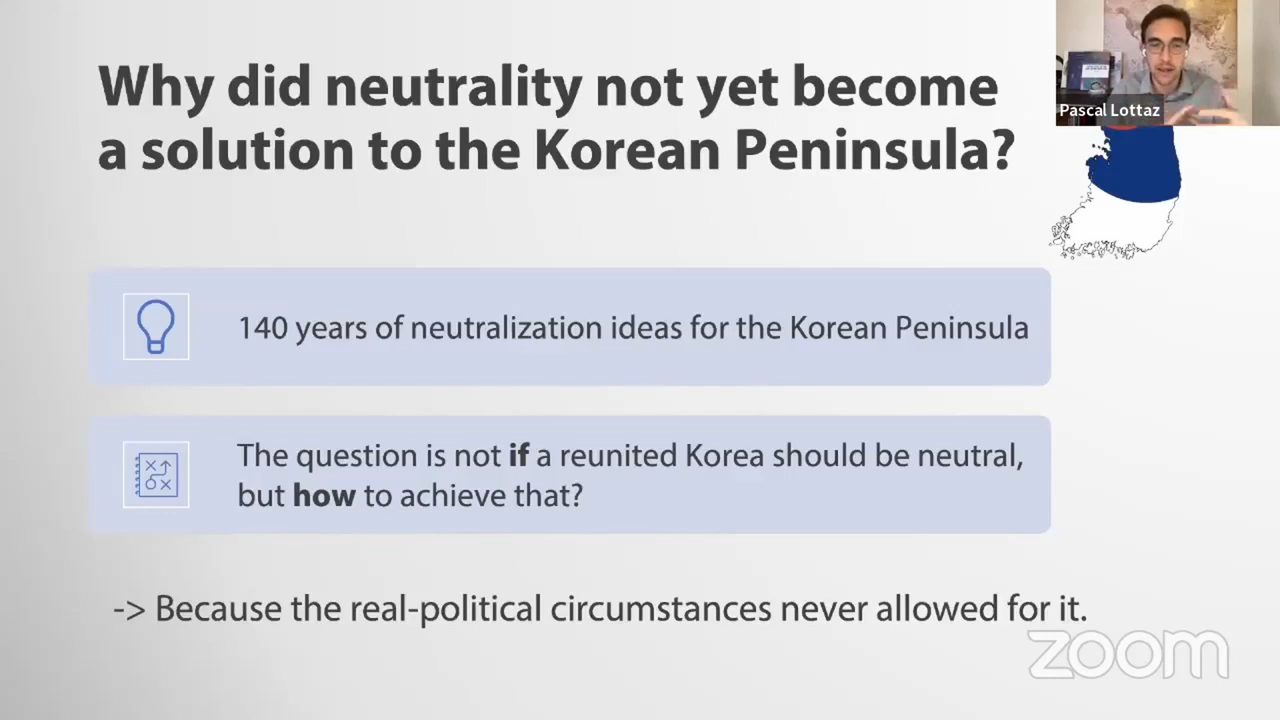 Why did neutrality not yet become
a solution to the Korean Peninsula?
Pascal Lottaz
140 years of neutralization ideas for the Korean Peninsula
The question is not if a reunited Korea should be neutral,
but how to achieve that?
-> Because the real-political circumstances never allowed for it.
zoom